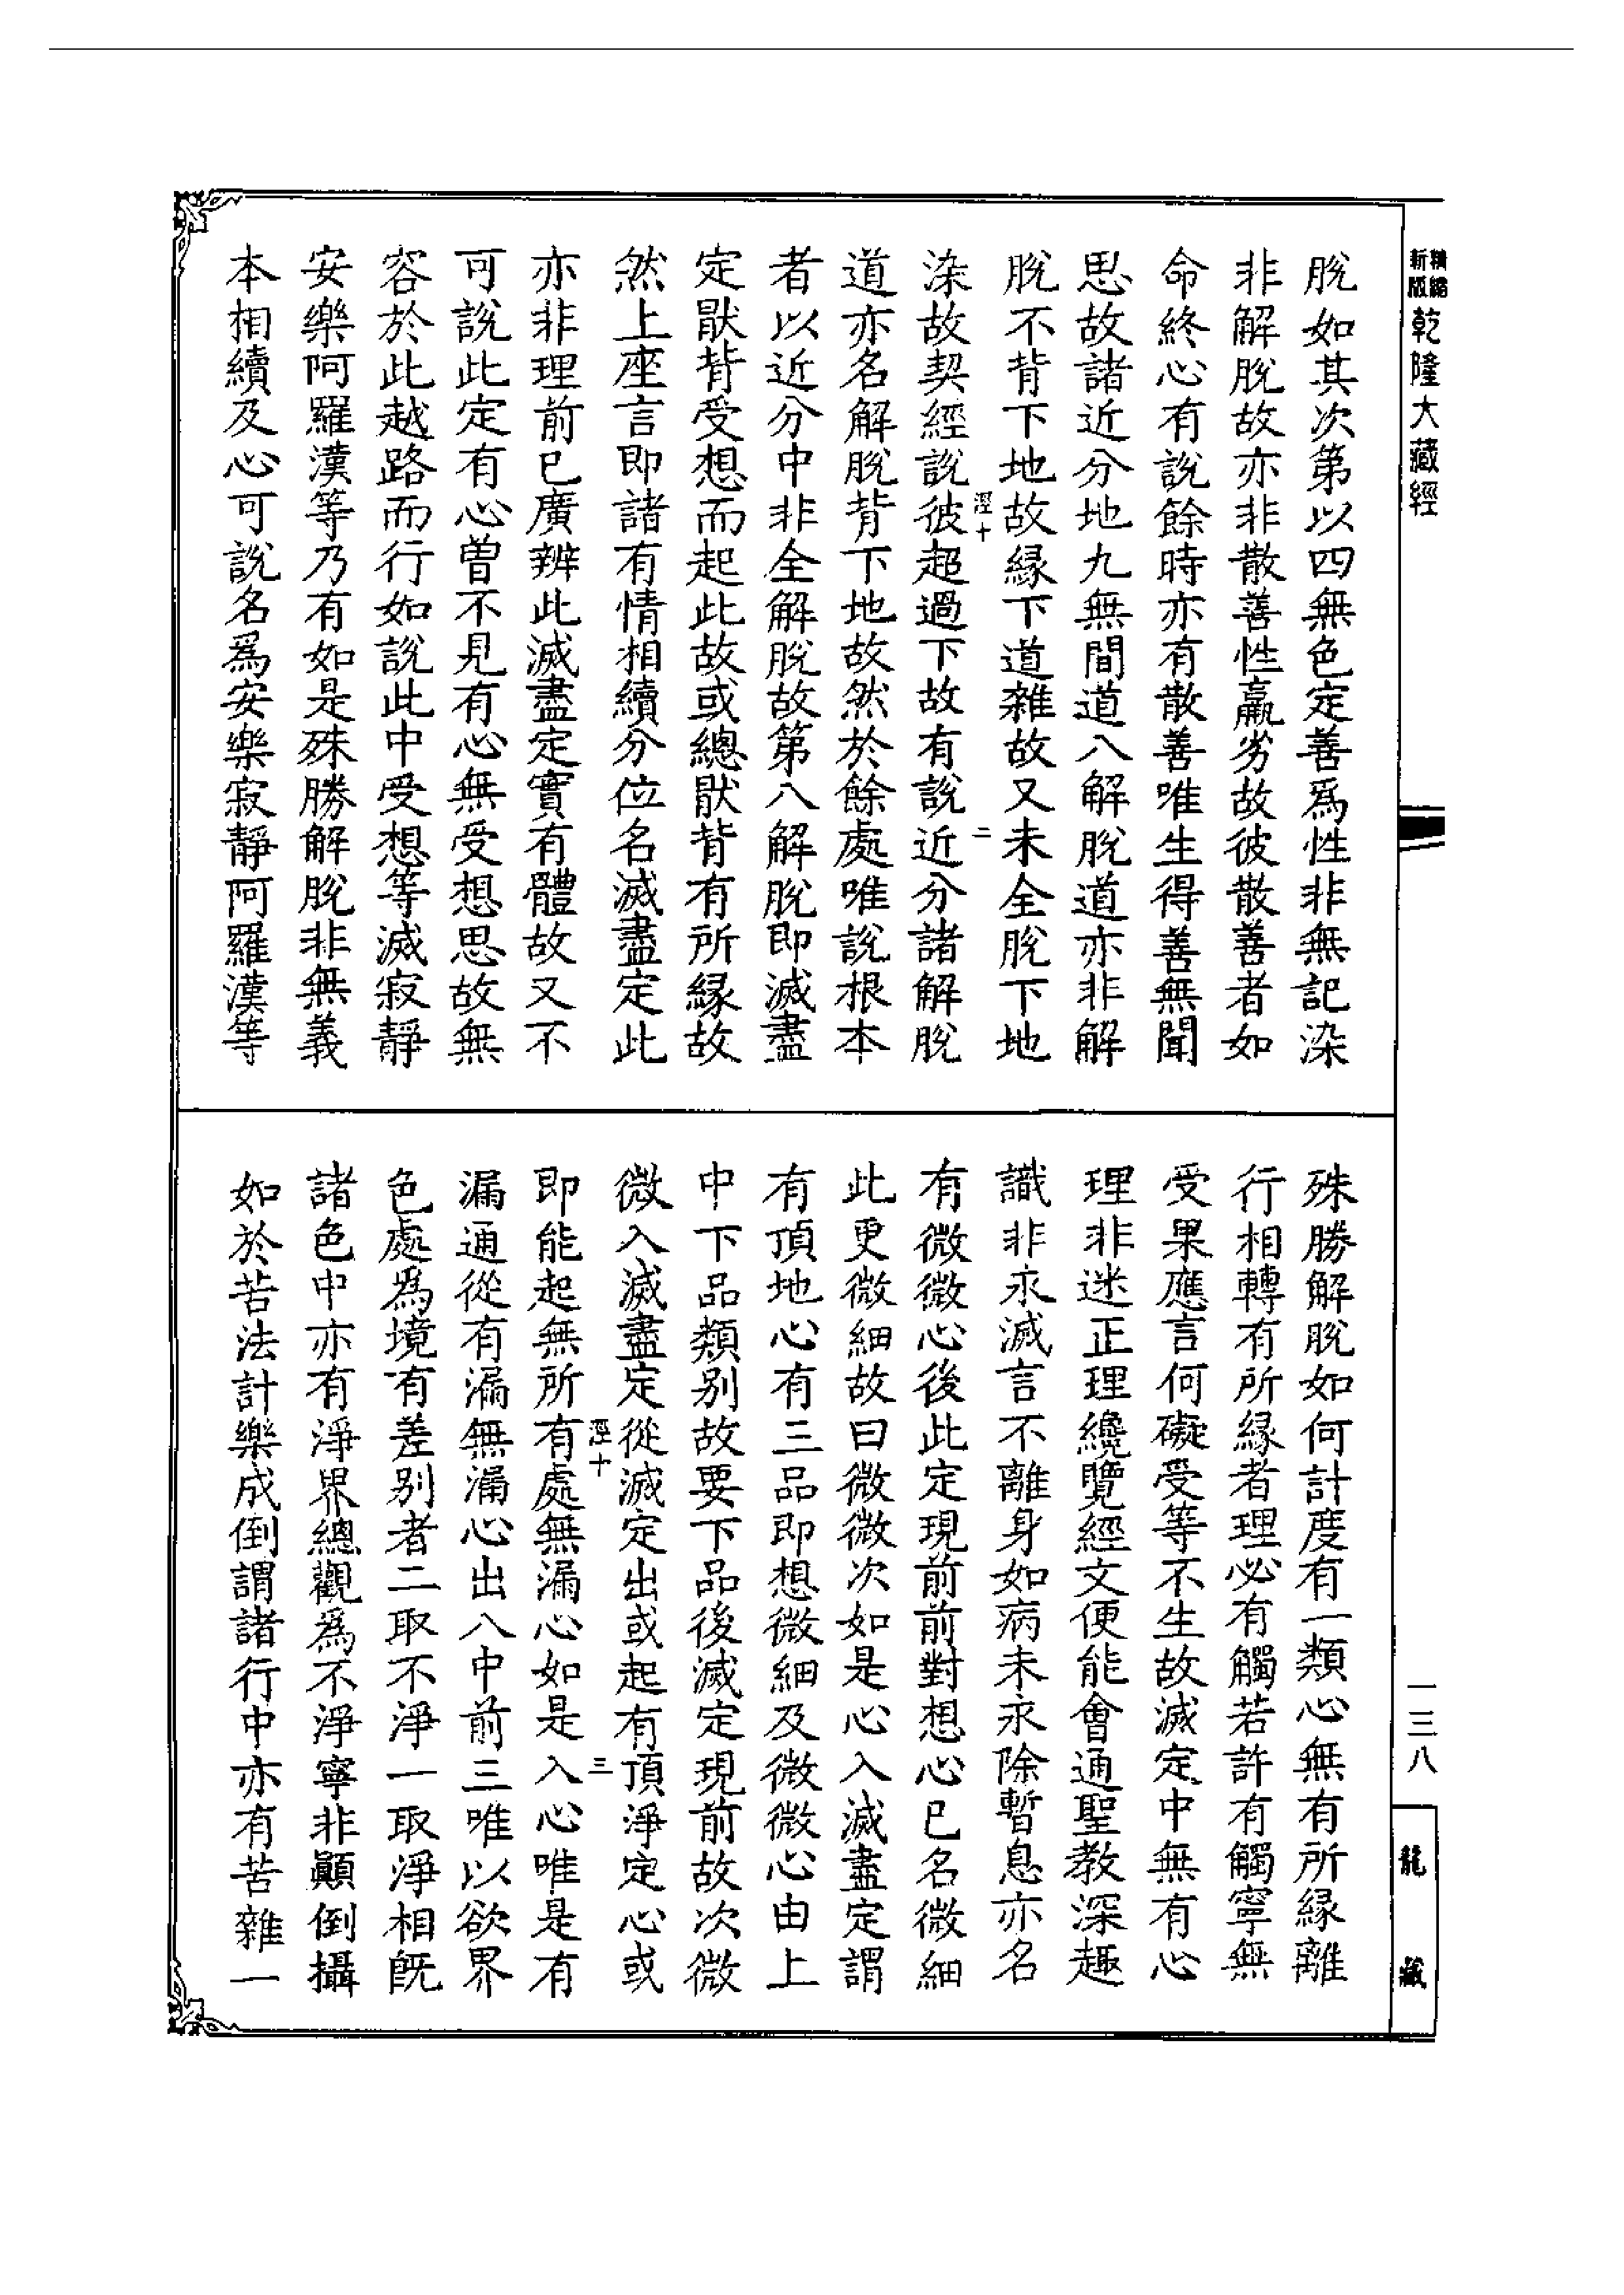 精縮
新版
乾隆大藏經
脫如其次第以四無色定善爲性非無記染
非解脫故亦非散善性羸劣故彼散善者如
命終心有說餘時亦有散善唯生得善無聞
思故諸近分地九無間道八解脫道亦非解
脫不背下地故緣下道雜故又未全脫下地
染故契經說彼超過下故有說近分諸解脫
道亦名解脫背下地故然於餘處唯說根本
者以近分中非全解脫故第八解脫即滅盡
定猒背受想而起此故或總猒背有所緣故
然上座言即諸有情相續分位名滅盡定此
亦非理前已廣辨此滅盡定實有體故又不
可說此定有心曾不見有心無受想思故無
容於此越路而行如說此中受想等滅寂靜
安樂阿羅漢等乃有如是殊勝解脫非無義
本相續及心可說名爲安樂寂靜阿羅漢等
殊勝解脫如何計度有一類心無有所緣離
行相轉有所緣者理必有觸若許有觸寧無
受果應言何礙受等不生故滅定中無有心
理非迷正理纔覽經文便能會通聖教深趣
識非永滅言不離身如病未永除暫息亦名
有微微心後此定現前前對想心已名微細
此更微細故曰微微次如是心入滅盡定謂
有頂地心有三品即想微細及微微心由上
中下品類別故要下品後滅定現前故次微
微入滅盡定從滅定出或起有頂淨定心或
即能起無所有處無漏心如是入心唯是有
漏通從有漏無漏心出八中前三唯以欲界
色處爲境有差別者二取不淨一取淨相旣
諸色中亦有淨界總觀爲不淨寧非顚倒攝
如於苦法計樂成倒謂諸行中亦有苦雜一
涇十
二
涇十
三
一三八
龍藏